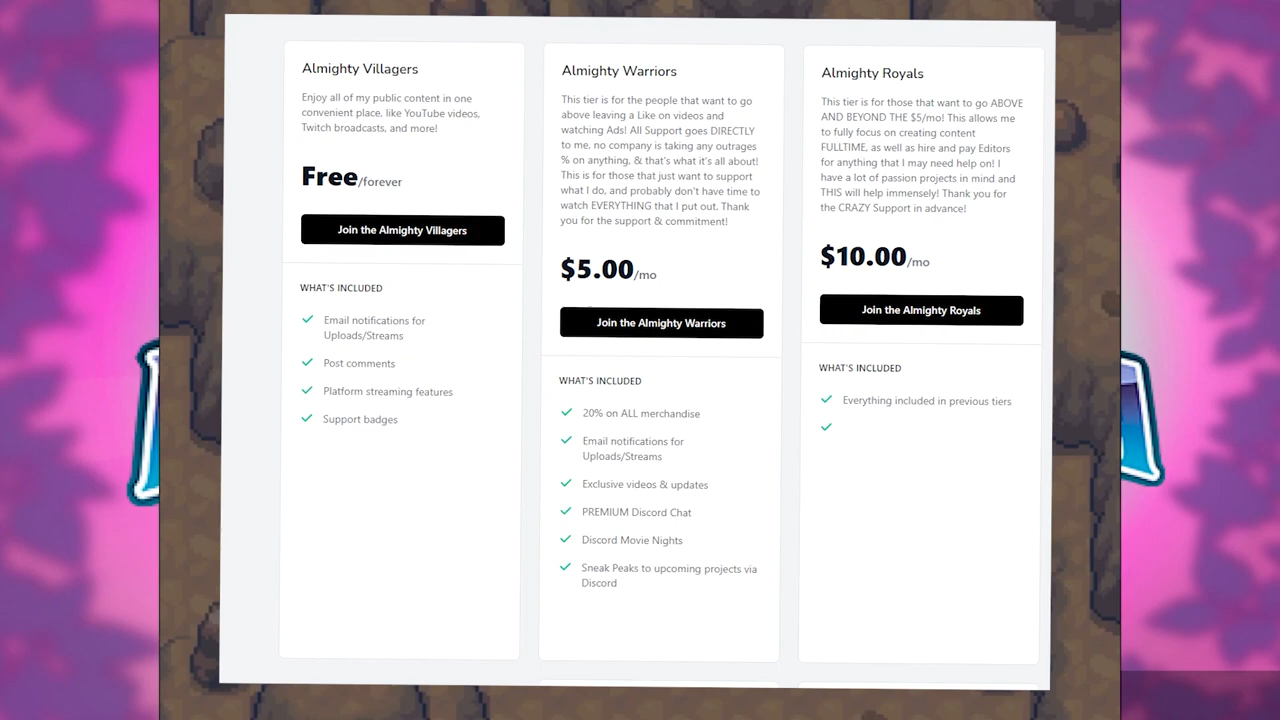 Almighty Villagers
Enjoy all of my public content in one
convenient place, like YouTube videos,
Twitch broadcasts, and more!
Free/forever
Join the Almighty Villagers
WHAT'S INCLUDED
Email notifications for
Uploads/Streams
Post comments
Platform streaming features
Support badges
Almighty Warriors
This tier is for the people that want to go
above leaving a Like on videos and
watching Ads! All Support goes DIRECTLY
to me, no company is taking any outrages
% on anything, & that's what it's all about!
This is for those that just want to support
what I do, and probably don't have time to
watch EVERYTHING that I put out. Thank
you for the support & commitment!
$5.00/mo
Join the Almighty Warriors
WHAT'S INCLUDED
20% on ALL merchandise
Email notifications for
Uploads/Streams
Exclusive videos & updates
PREMIUM Discord Chat
Discord Movie Nights
Sneak Peaks to upcoming projects via
Discord
Almighty Royals
This tier is for those that want to go ABOVE
AND BEYOND THE $5/mo! This allows me
to fully focus on creating content
FULLTIME, as well as hire and pay Editors
for anything that I may need help on! I
have a lot of passion projects in mind and
THIS will help immensely! Thank you for
the CRAZY Support in advance!
$10.00/mo
Join the Almighty Royals
WHAT'S INCLUDED
Everything included in previous tiers